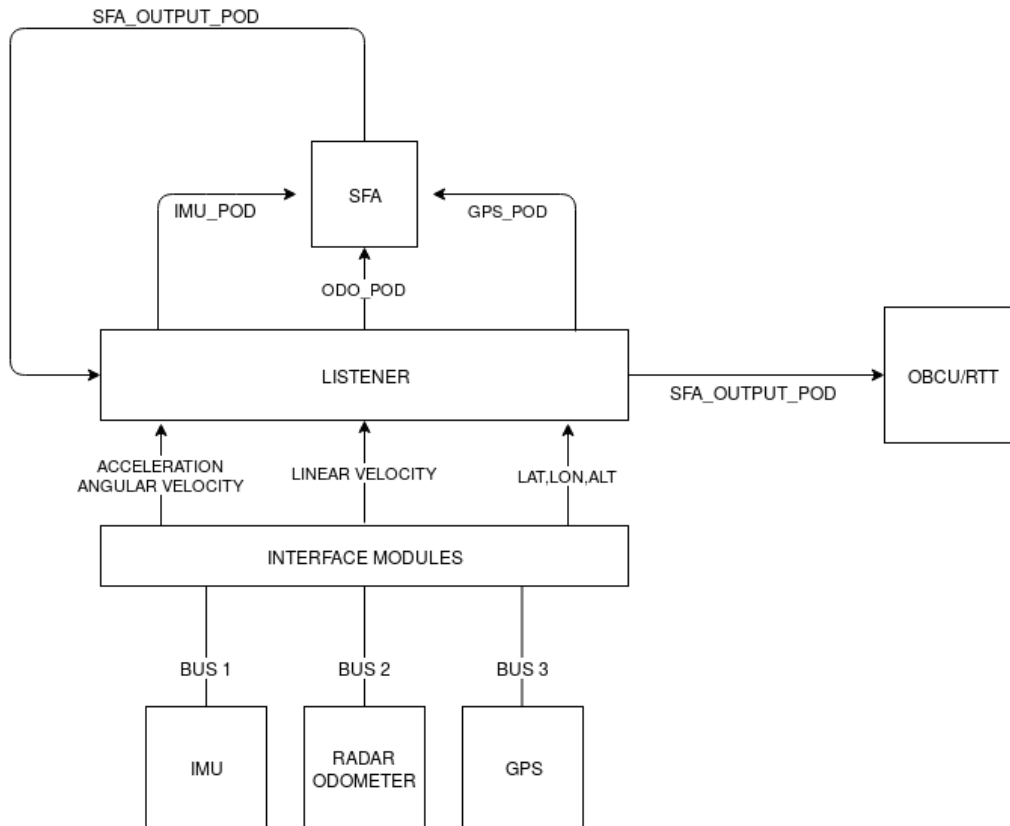 SFA_OUTPUT_POD
SFA
IMU_POD
GPS_POD
ODO_POD
LISTENER
OBCU/RTT
SFA_OUTPUT_POD
ACCELERATION
ANGULAR VELOCITY
LINEAR VELOCITY
LAT,LON,ALT
INTERFACE MODULES
BUS 1
BUS 2
BUS 3
IMU
RADAR
ODOMETER
GPS